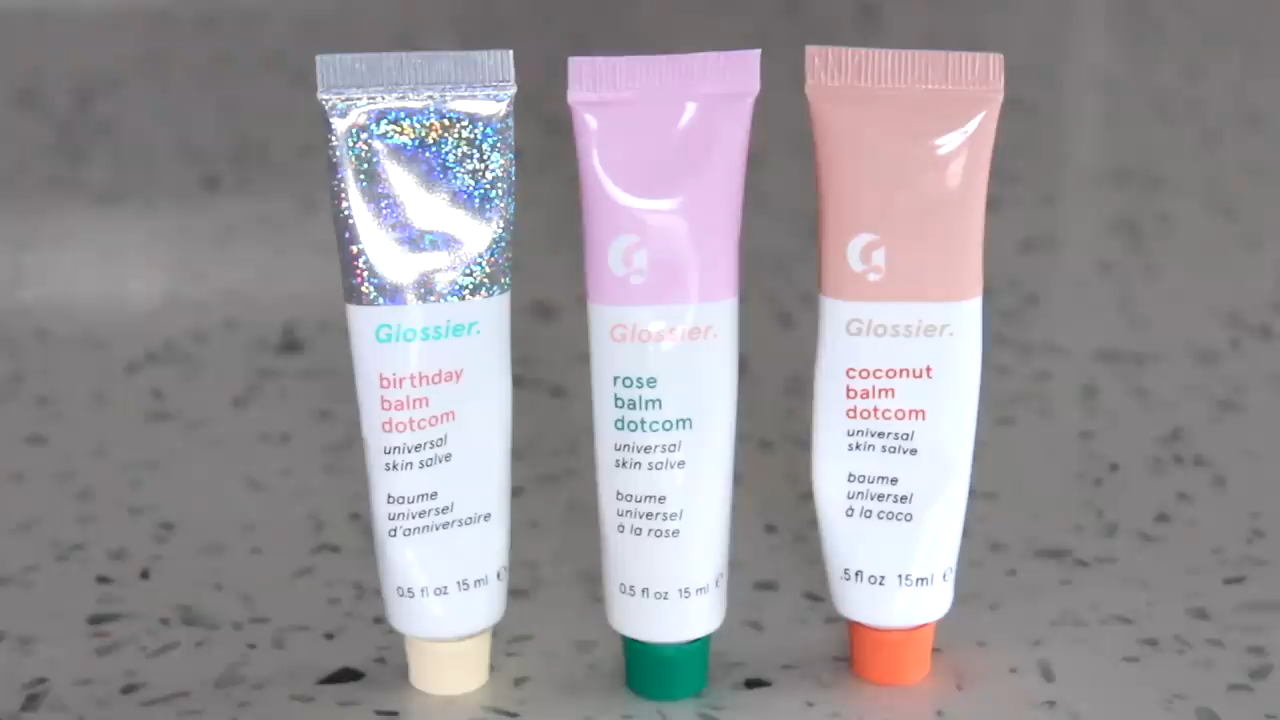 Glossier.
birthday
balm
dotcom
universal
skin salve
baume
universel
d'anniversaire
0.5 fl oz 15 ml
G
Glossier.
rose
balm
dotcom
universal
skin salve
baume
universel
à la rose
0.5 fl oz 15 ml
G
Glossier.
coconut
balm
dotcom
universal
skin salve
baume
universel
à la coco
.5 fl oz 15 ml